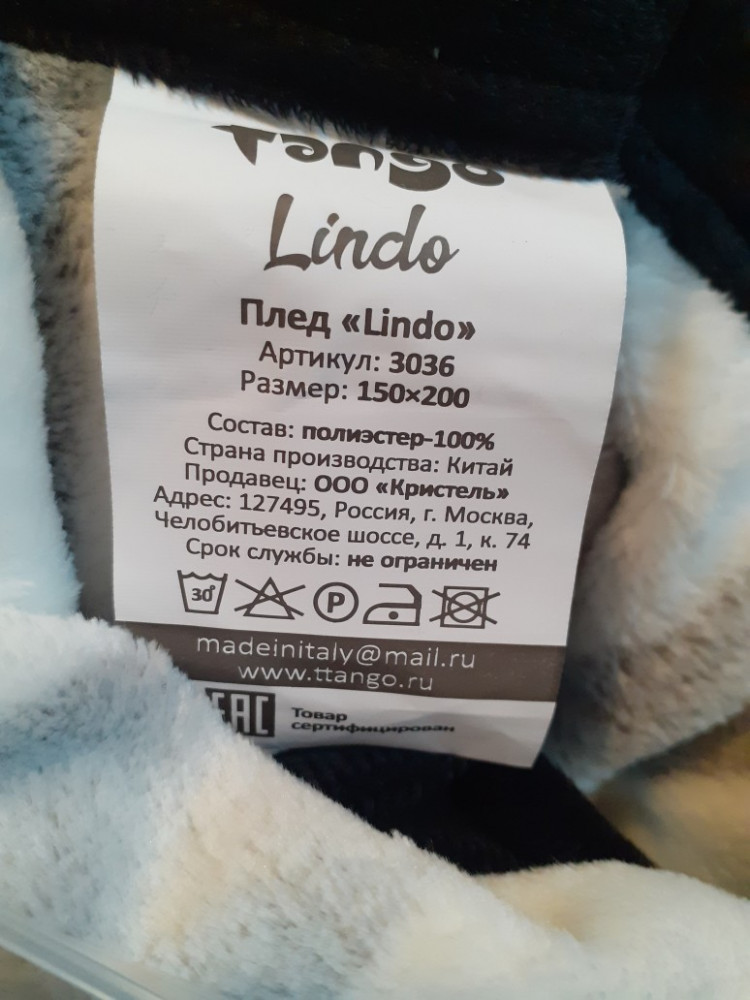 Tango
Lindo
Плед «Lindo»
Артикул: 3036
Размер: 150×200
Состав: полиэстер-100%
Страна производства: Китай
Продавец: ООО «Кристель»
Адрес: 127495, Россия, г. Москва,
Челобитьевское шоссе, д. 1, к. 74
Срок службы: не ограничен
30° P
madeinitaly@mail.ru
www.ttango.ru
EAC Товар
сертифицирован